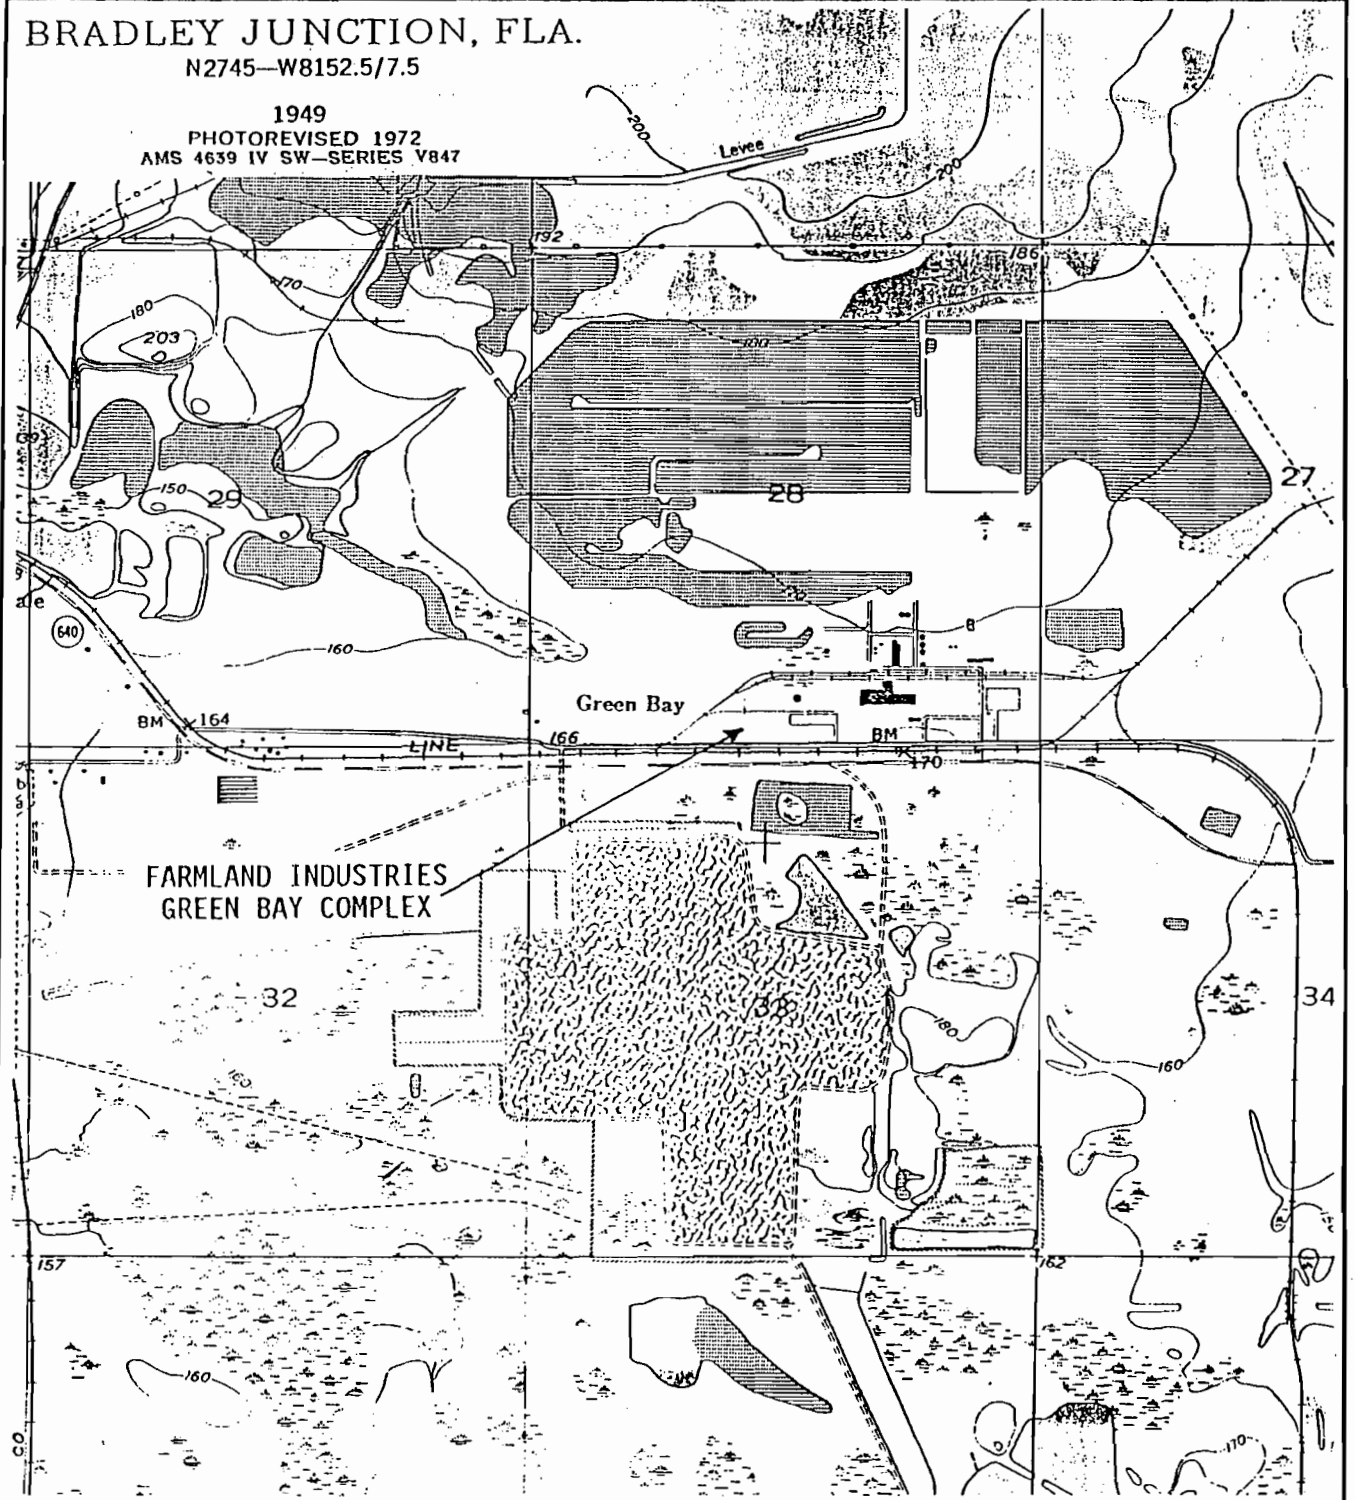 BRADLEY JUNCTION, FLA.
N2745—W8152.5/7.5
1949
PHOTOREVISED 1972
AMS 4639 IV SW—SERIES V847
200
Levee
200
192
186
170
180
203
150
29
28
27
640
160
Green Bay
BM
164
LINE
166
BM
170
FARMLAND INDUSTRIES
GREEN BAY COMPLEX
32
33
34
180
160
160
157
162
160
170
CO